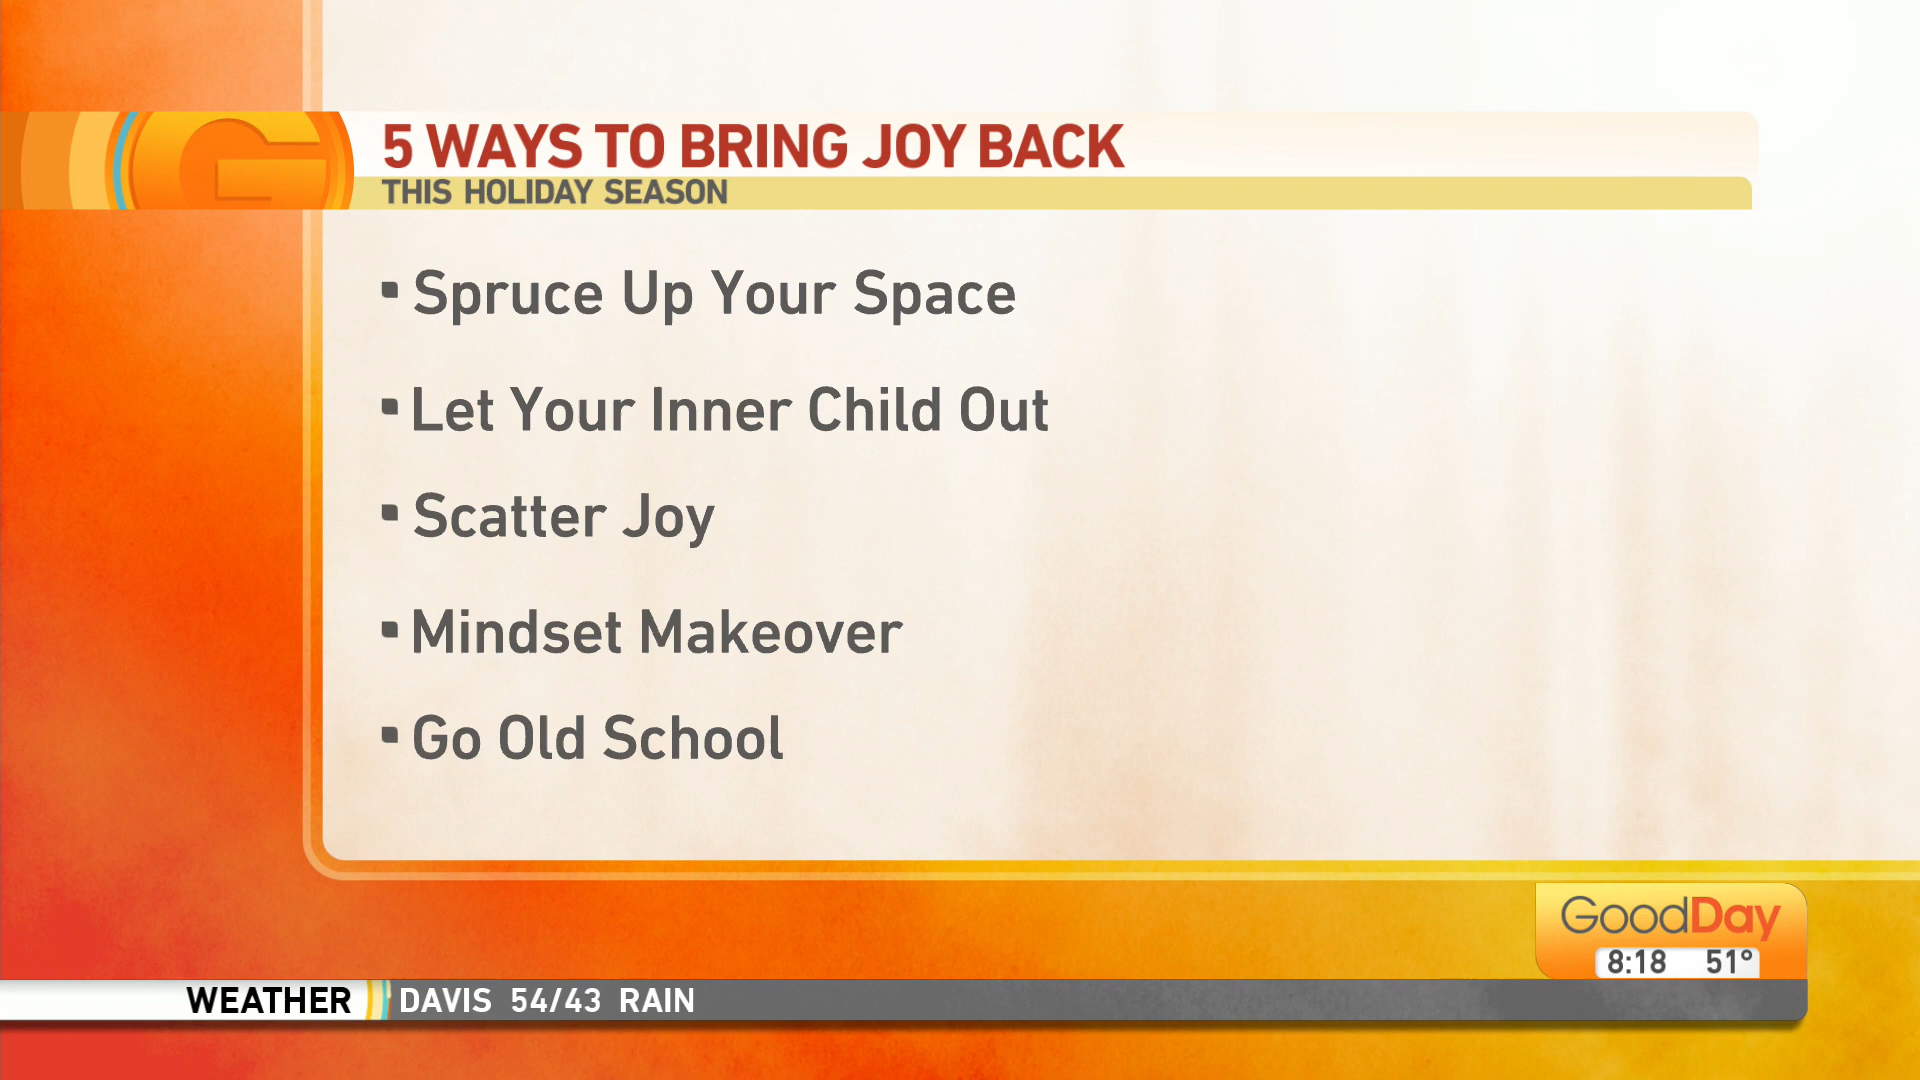 5 WAYS TO BRING JOY BACK
THIS HOLIDAY SEASON
▪ Spruce Up Your Space
▪ Let Your Inner Child Out
▪ Scatter Joy
▪ Mindset Makeover
▪ Go Old School
GoodDay
8:18 51°
WEATHER DAVIS 54/43 RAIN